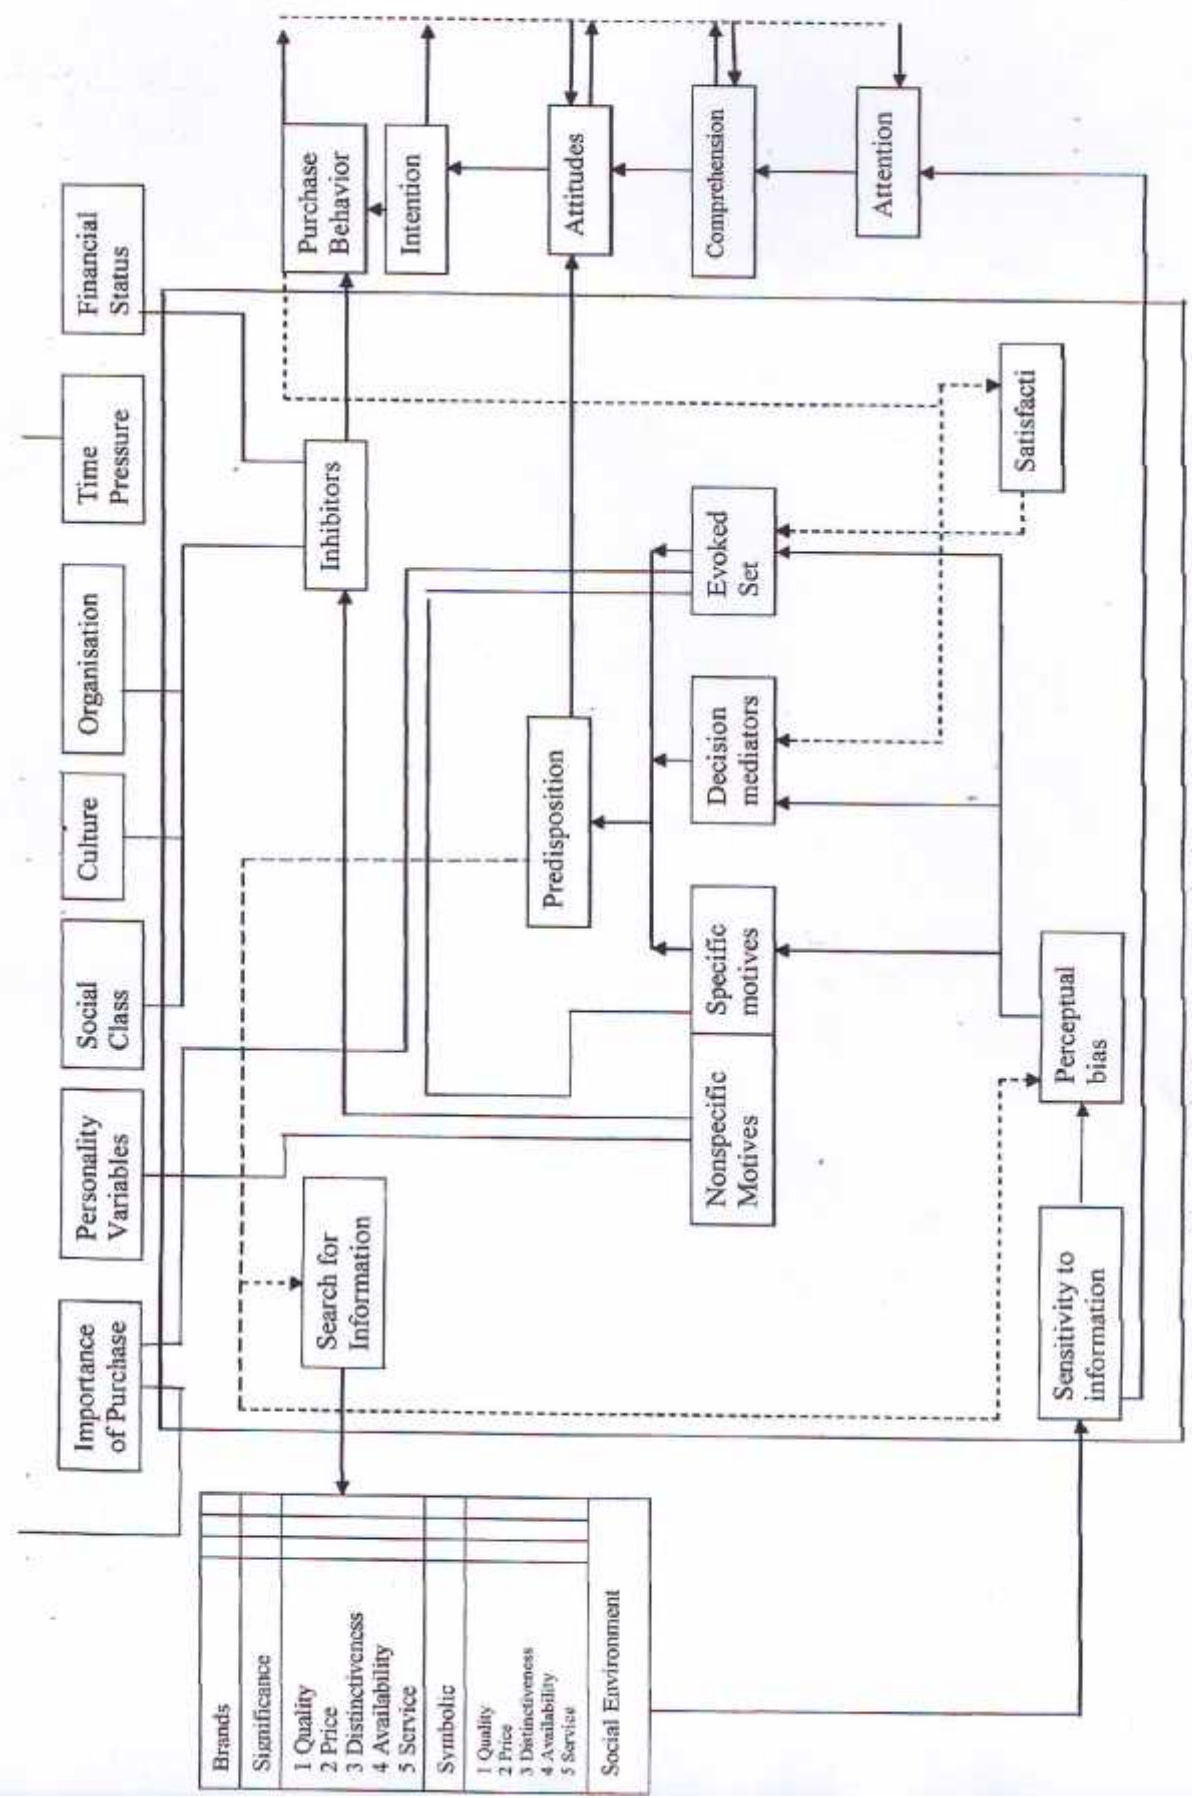 Importance
of Purchase
Personality
Variables
Social
Class
Culture
Organisation
Time
Pressure
Financial
Status
Brands
Significance
1 Quality
2 Price
3 Distinctiveness
4 Availability
5 Service
Symbolic
1 Quality
2 Price
3 Distinctiveness
4 Availability
5 Service
Social Environment
Search for
Information
Inhibitors
Purchase
Behavior
Intention
Predisposition
Attitudes
Nonspecific
Motives
Specific
motives
Decision
mediators
Evoked
Set
Comprehension
Attention
Sensitivity to
information
Perceptual
bias
Satisfacti